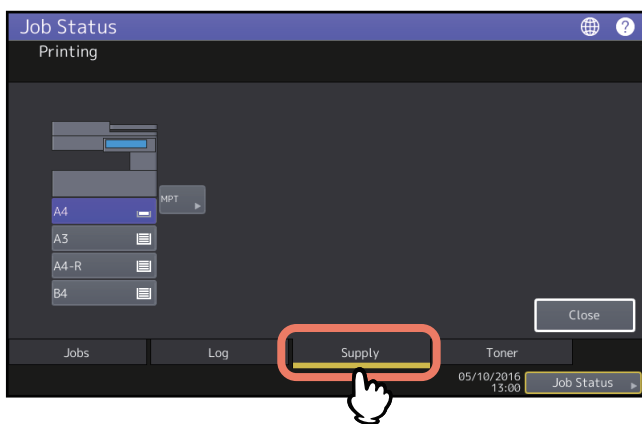 Job Status
?
Printing
MPT
A4
A3
A4-R
B4
Close
Jobs
Log
Supply
Toner
05/10/2016
13:00
Job Status